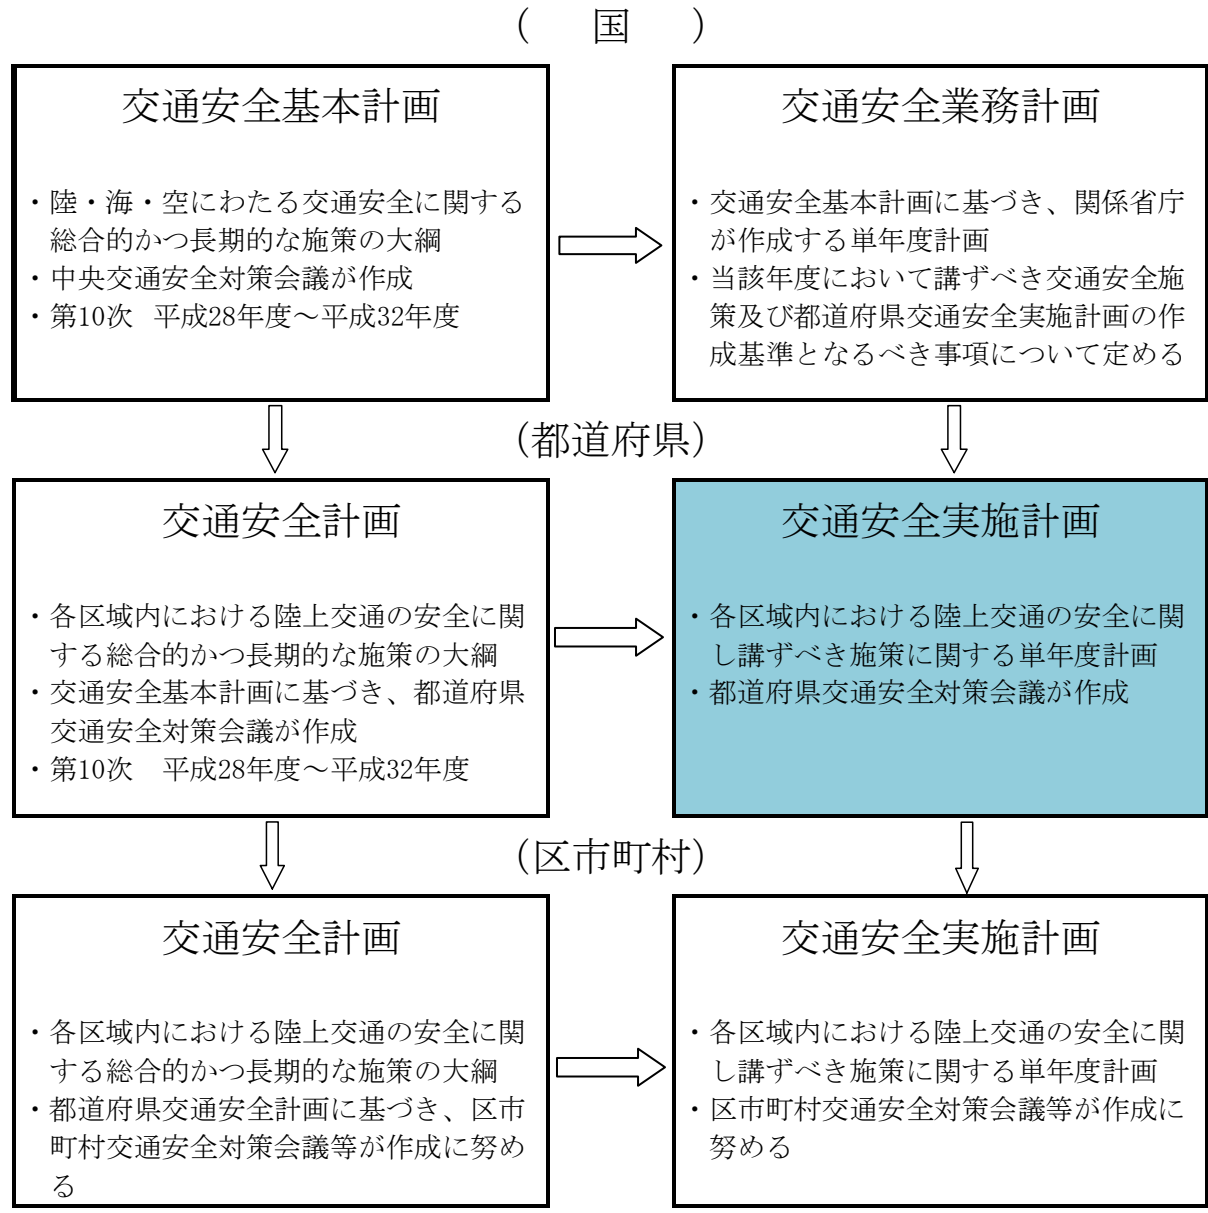 ( 国 )
交通安全基本計画
・陸・海・空にわたる交通安全に関する
総合的かつ長期的な施策の大綱
・中央交通安全対策会議が作成
・第10次 平成28年度～平成32年度
交通安全業務計画
・交通安全基本計画に基づき、関係省庁
が作成する単年度計画
・当該年度において講ずべき交通安全施
策及び都道府県交通安全実施計画の作
成基準となるべき事項について定める
(都道府県)
交通安全計画
・各区域内における陸上交通の安全に関
する総合的かつ長期的な施策の大綱
・交通安全基本計画に基づき、都道府県
交通安全対策会議が作成
・第10次　平成28年度～平成32年度
交通安全実施計画
・各区域内における陸上交通の安全に関
し講ずべき施策に関する単年度計画
・都道府県交通安全対策会議が作成
(区市町村)
交通安全計画
・各区域内における陸上交通の安全に関
する総合的かつ長期的な施策の大綱
・都道府県交通安全計画に基づき、区市
町村交通安全対策会議等が作成に努め
る
交通安全実施計画
・各区域内における陸上交通の安全に関
し講ずべき施策に関する単年度計画
・区市町村交通安全対策会議等が作成に
努める